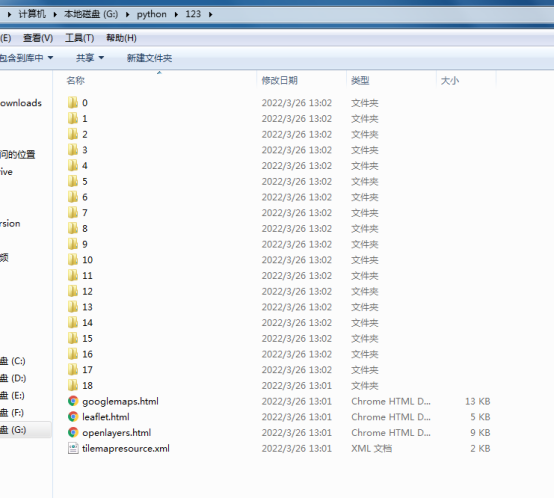 计算机 本地磁盘 (G:) python 123
(E) 查看(V) 工具(T) 帮助(H)
包含到库中 共享 新建文件夹
名称 修改日期 类型 大小
ownloads 0 2022/3/26 13:02 文件夹
1 2022/3/26 13:02 文件夹
2 2022/3/26 13:02 文件夹
问的位置 3 2022/3/26 13:02 文件夹
rive 4 2022/3/26 13:02 文件夹
5 2022/3/26 13:02 文件夹
6 2022/3/26 13:02 文件夹
7 2022/3/26 13:02 文件夹
ersion 8 2022/3/26 13:02 文件夹
9 2022/3/26 13:02 文件夹
频 10 2022/3/26 13:02 文件夹
11 2022/3/26 13:02 文件夹
12 2022/3/26 13:02 文件夹
13 2022/3/26 13:02 文件夹
14 2022/3/26 13:02 文件夹
15 2022/3/26 13:02 文件夹
盘 (C:) 16 2022/3/26 13:02 文件夹
盘 (D:) 17 2022/3/26 13:02 文件夹
18 2022/3/26 13:01 文件夹
盘 (E:) googlemaps.html 2022/3/26 13:01 Chrome HTML D... 13 KB
盘 (F:) leaflet.html 2022/3/26 13:01 Chrome HTML D... 5 KB
盘 (G:) openlayers.html 2022/3/26 13:01 Chrome HTML D... 9 KB
tilemapresource.xml 2022/3/26 13:01 XML 文档 2 KB